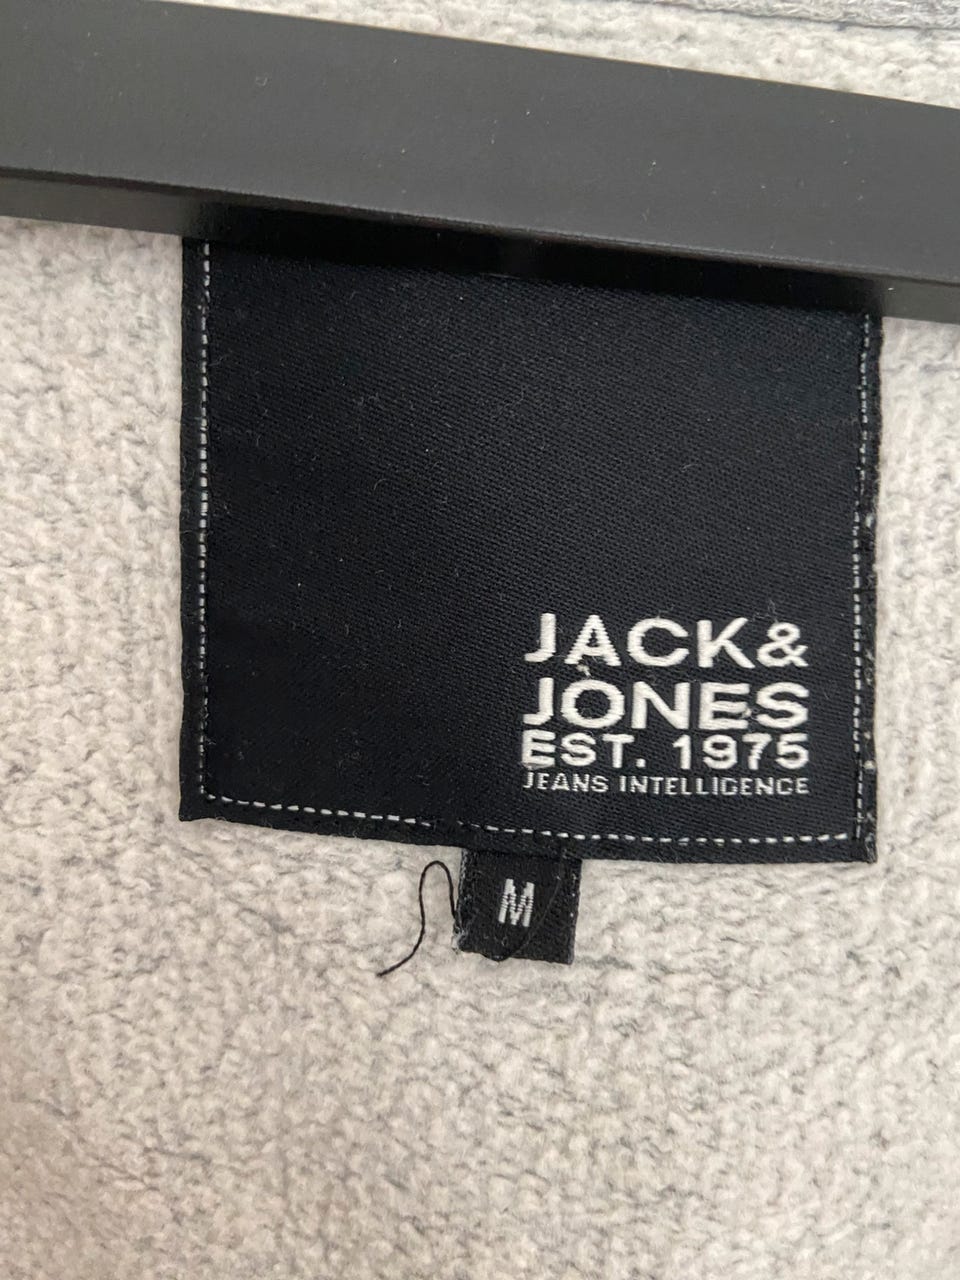 JACK&
JONES
EST. 1975
JEANS INTELLIGENCE
M